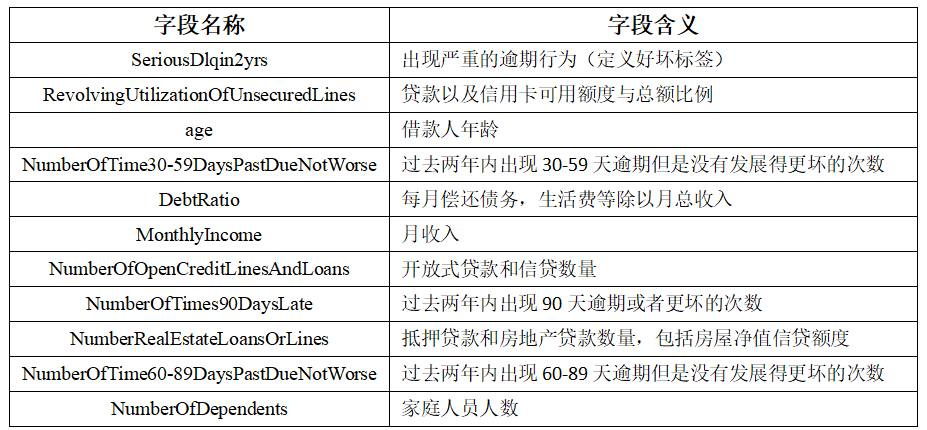 字段名称 字段含义
SeriousDlqin2yrs 出现严重的逾期行为（定义好坏标签）
RevolvingUtilizationOfUnsecuredLines 贷款以及信用卡可用额度与总额比例
age 借款人年龄
NumberOfTime30-59DaysPastDueNotWorse 过去两年内出现 30-59 天逾期但是没有发展得更坏的次数
DebtRatio 每月偿还债务，生活费等除以月总收入
MonthlyIncome 月收入
NumberOfOpenCreditLinesAndLoans 开放式贷款和信贷数量
NumberOfTimes90DaysLate 过去两年内出现 90 天逾期或者更坏的次数
NumberRealEstateLoansOrLines 抵押贷款和房地产贷款数量，包括房屋净值信贷额度
NumberOfTime60-89DaysPastDueNotWorse 过去两年内出现 60-89 天逾期但是没有发展得更坏的次数
NumberOfDependents 家庭人员人数